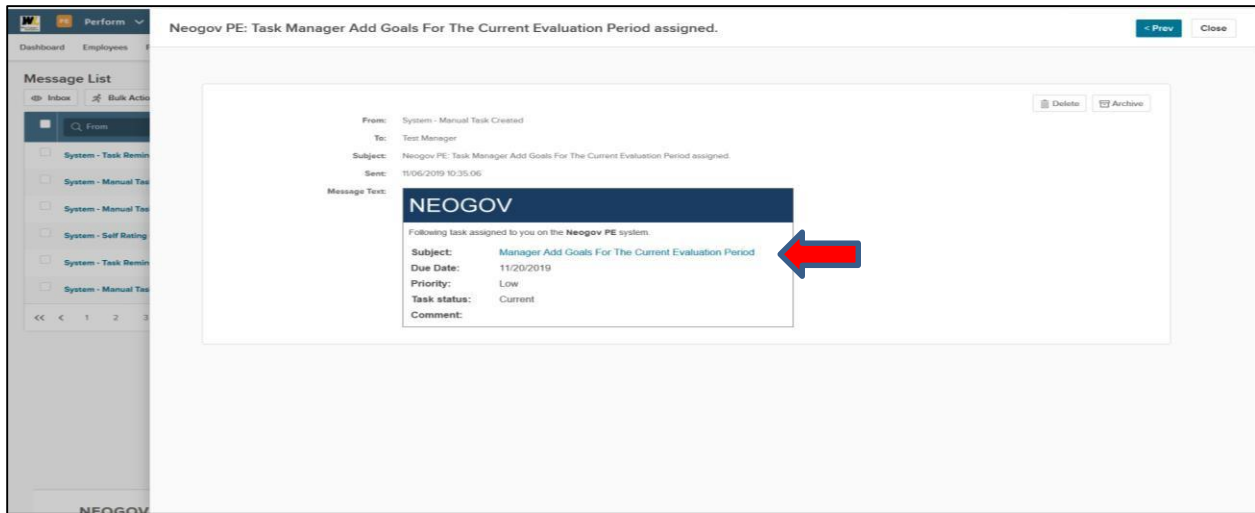 W PE Perform
Neogov PE: Task Manager Add Goals For The Current Evaluation Period assigned.
< Prev Close
Dashboard Employees
Message List
Inbox Bulk Actio
Delete Archive
From
From: System - Manual Task Created
To: Test Manager
Subject: Neogov PE: Task Manager Add Goals For The Current Evaluation Period assigned.
Sent: 11/06/2019 10:35:06
Message Text:
System - Task Remin
System - Manual Tas
System - Manual Tas
System - Self Rating
System - Task Remin
System - Manual Tas
<< < 1 2 3
NEOGOV
Following task assigned to you on the Neogov PE system.
Subject: Manager Add Goals For The Current Evaluation Period
Due Date: 11/20/2019
Priority: Low
Task status: Current
Comment:
NEOGOV